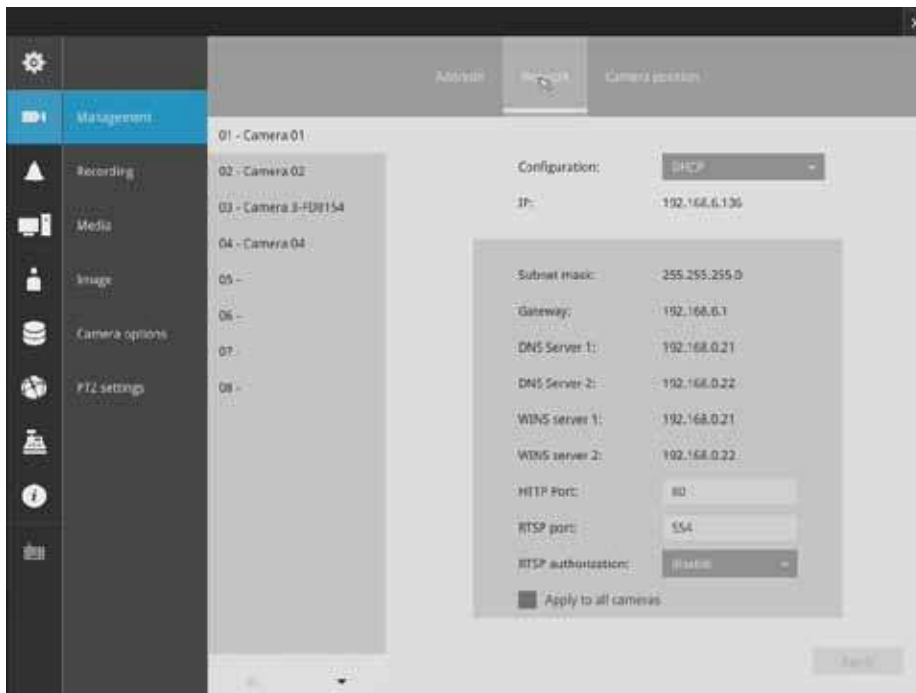 Address Network Camera position
Management
Recording
Media
Image
Camera options
PTZ settings
01 - Camera 01
02 - Camera 02
03 - Camera 3-FD8154
04 - Camera 04
05 -
06 -
07 -
08 -
Configuration: DHCP
IP: 192.168.6.136
Subnet mask: 255.255.255.0
Gateway: 192.168.6.1
DNS Server 1: 192.168.0.21
DNS Server 2: 192.168.0.22
WINS server 1: 192.168.0.21
WINS server 2: 192.168.0.22
HTTP Port: 80
RTSP port: 554
RTSP authorization: disable
Apply to all cameras
Apply